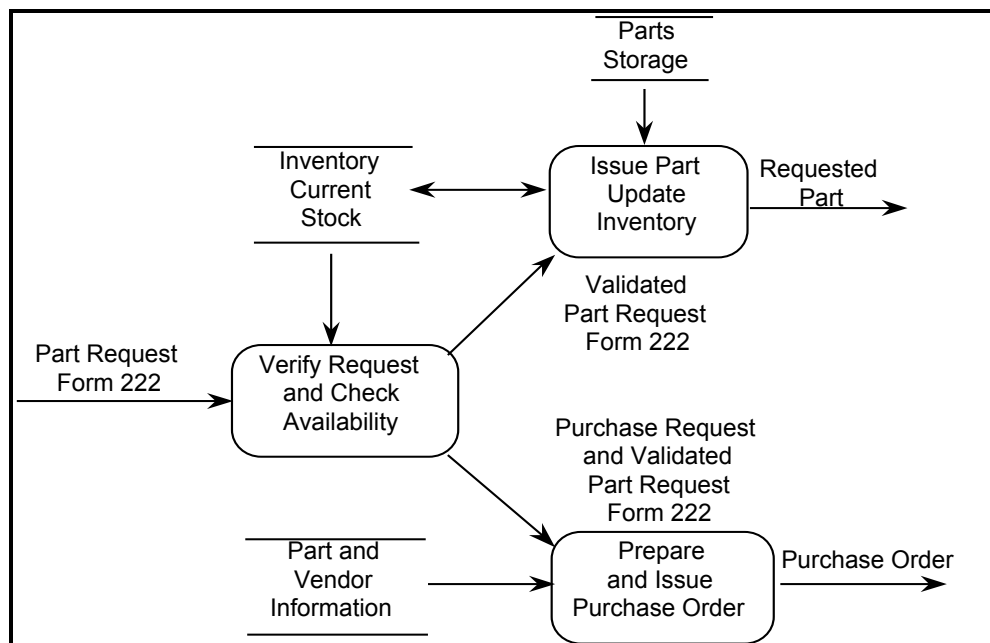 Parts
Storage
Inventory
Current
Stock
Issue Part
Update
Inventory
Requested
Part
Validated
Part Request
Form 222
Part Request
Form 222
Verify Request
and Check
Availability
Purchase Request
and Validated
Part Request
Form 222
Part and
Vendor
Information
Prepare
and Issue
Purchase Order
Purchase Order